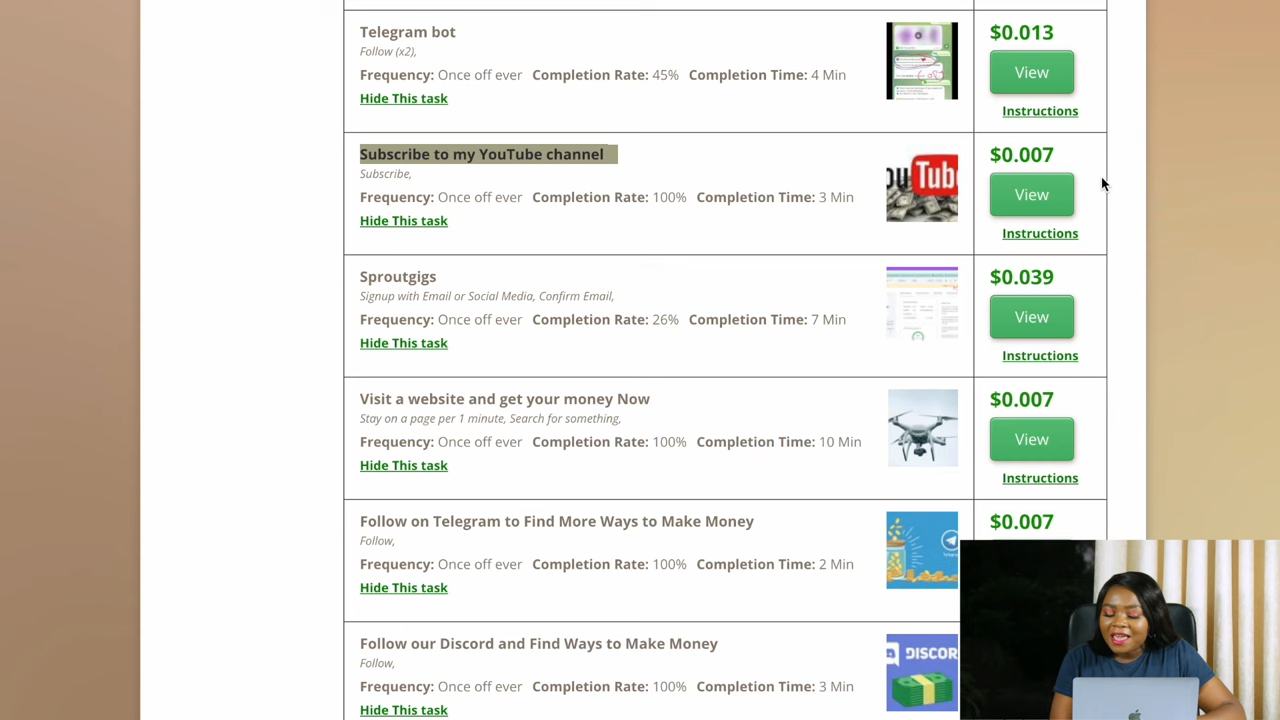 Telegram bot
Follow (x2),
Frequency: Once off ever Completion Rate: 45% Completion Time: 4 Min
Hide This task
$0.013
View
Instructions
Subscribe to my YouTube channel
Subscribe,
Frequency: Once off ever Completion Rate: 100% Completion Time: 3 Min
Hide This task
ou Tub
$0.007
View
Instructions
Sproutgigs
Signup with Email or Social Media, Confirm Email,
Frequency: Once off ever Completion Rate: 26% Completion Time: 7 Min
Hide This task
$0.039
View
Instructions
Visit a website and get your money Now
Stay on a page per 1 minute, Search for something,
Frequency: Once off ever Completion Rate: 100% Completion Time: 10 Min
Hide This task
$0.007
View
Instructions
Follow on Telegram to Find More Ways to Make Money
Follow,
Frequency: Once off ever Completion Rate: 100% Completion Time: 2 Min
Hide This task
$0.007
Follow our Discord and Find Ways to Make Money
Follow,
Frequency: Once off ever Completion Rate: 100% Completion Time: 3 Min
Hide This task
DISCOR